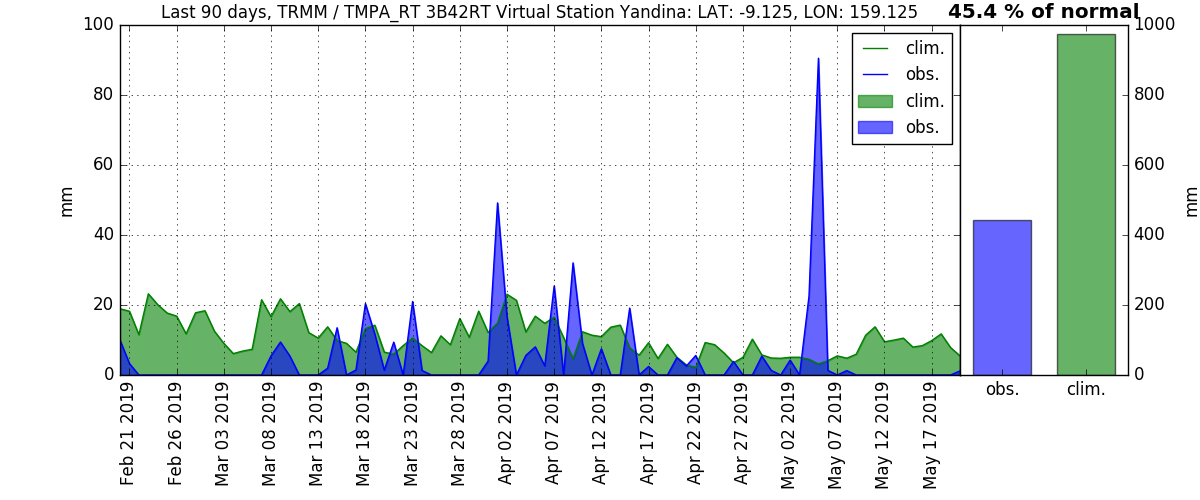 Last 90 days, TRMM / TMPA_RT 3B42RT Virtual Station Yandina: LAT: -9.125, LON: 159.125
45.4 % of normal
mm
100
80
60
40
20
0
clim.
obs.
clim.
obs.
Feb 21 2019
Feb 26 2019
Mar 03 2019
Mar 08 2019
Mar 13 2019
Mar 18 2019
Mar 23 2019
Mar 28 2019
Apr 02 2019
Apr 07 2019
Apr 12 2019
Apr 17 2019
Apr 22 2019
Apr 27 2019
May 02 2019
May 07 2019
May 12 2019
May 17 2019
1000
800
600
400
200
0
mm
obs.
clim.